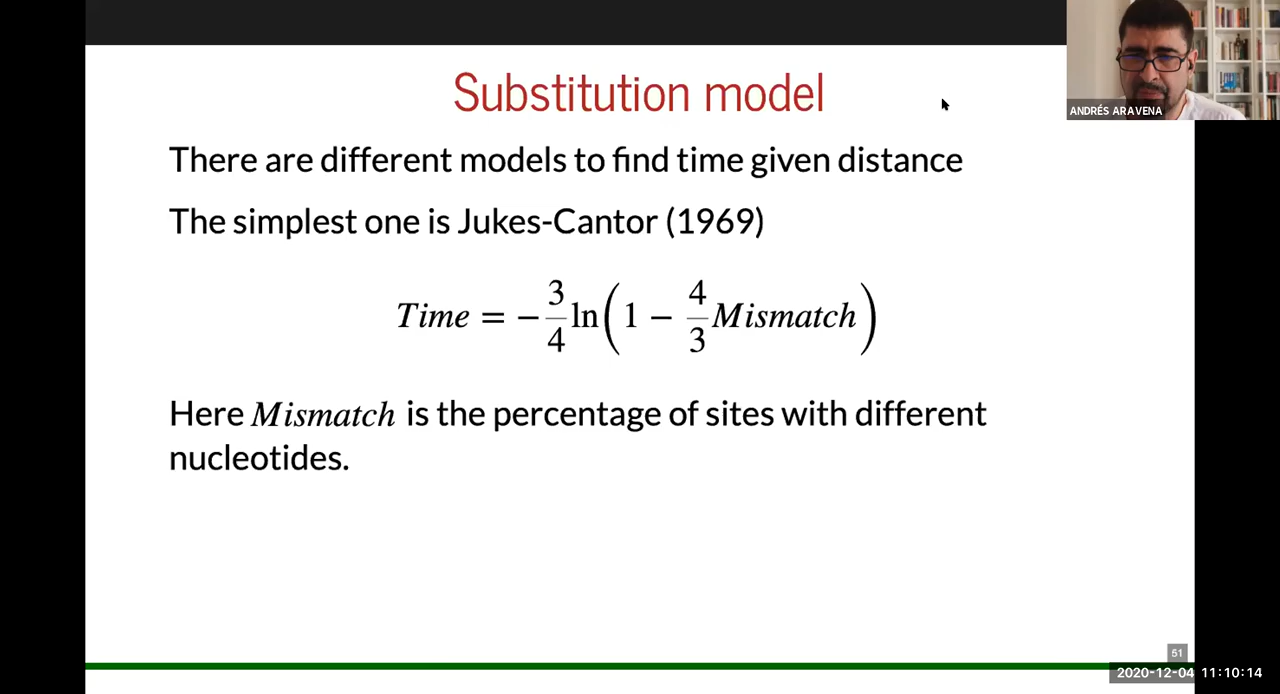 Substitution model
ANDRÉS ARAVENA
There are different models to find time given distance
The simplest one is Jukes-Cantor (1969)
Time = −3/4 ln(1 − 4/3 Mismatch)
Here Mismatch is the percentage of sites with different
nucleotides.
51
2020-12-04 11:10:14